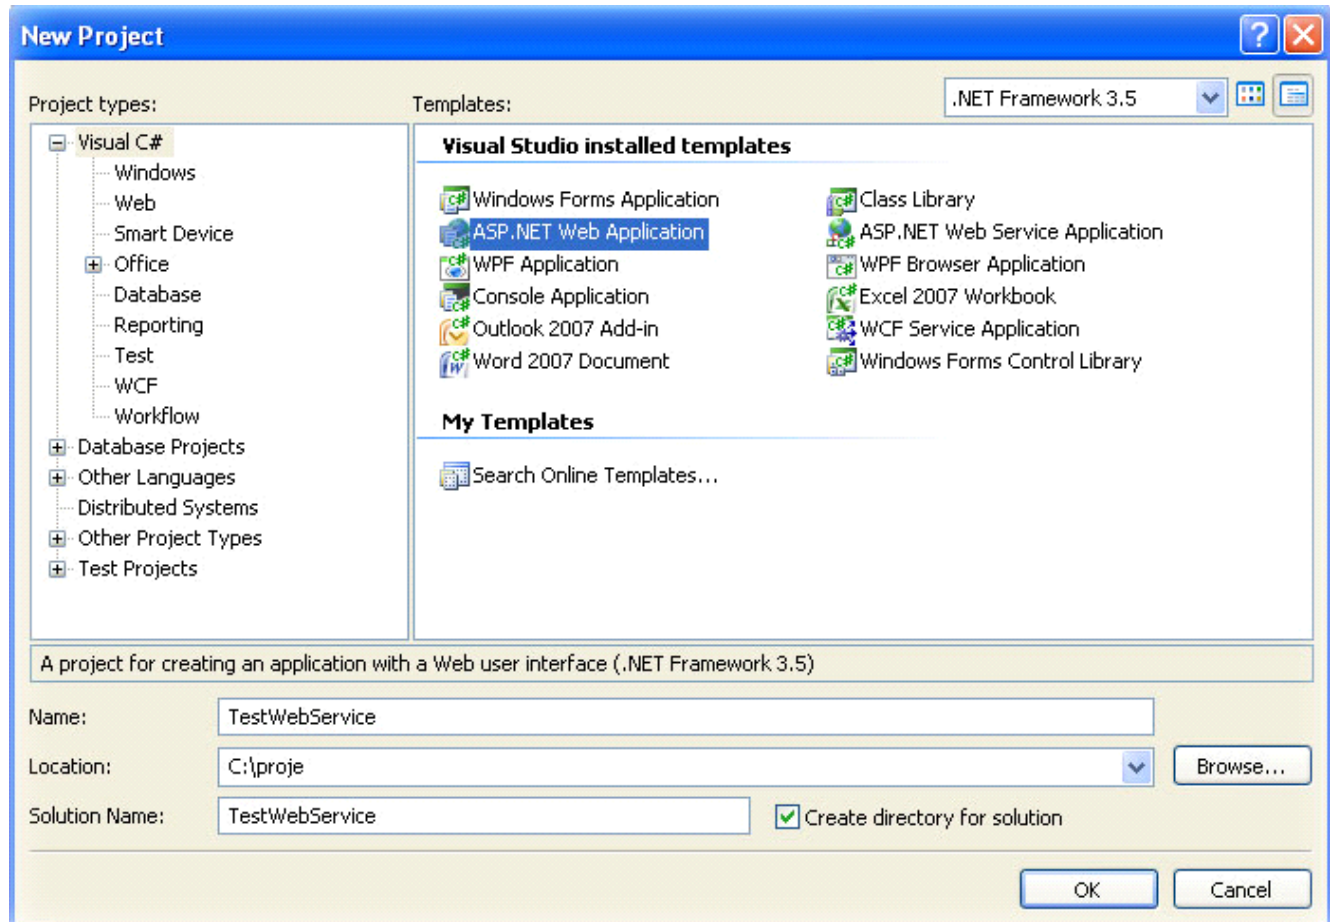 New Project
Project types:
Templates:
.NET Framework 3.5
Visual C#
Windows
Web
Smart Device
Office
Database
Reporting
Test
WCF
Workflow
Database Projects
Other Languages
Distributed Systems
Other Project Types
Test Projects
Visual Studio installed templates
Windows Forms Application
Class Library
ASP.NET Web Application
ASP.NET Web Service Application
WPF Application
WPF Browser Application
Console Application
Excel 2007 Workbook
Outlook 2007 Add-in
WCF Service Application
Word 2007 Document
Windows Forms Control Library
My Templates
Search Online Templates...
A project for creating an application with a Web user interface (.NET Framework 3.5)
Name:
TestWebService
Location:
C:\proje
Browse...
Solution Name:
TestWebService
Create directory for solution
OK
Cancel